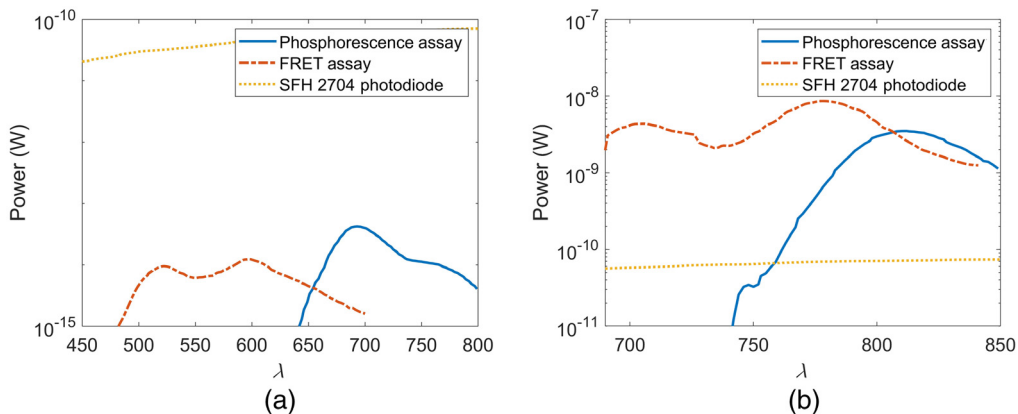 10-10
Phosphorescence assay
FRET assay
SFH 2704 photodiode
Power (W)
10-15
450 500 550 600 650 700 750 800
λ
(a)
10-7
Phosphorescence assay
FRET assay
SFH 2704 photodiode
10-8
Power (W)
10-9
10-10
10-11
700 750 800 850
λ
(b)